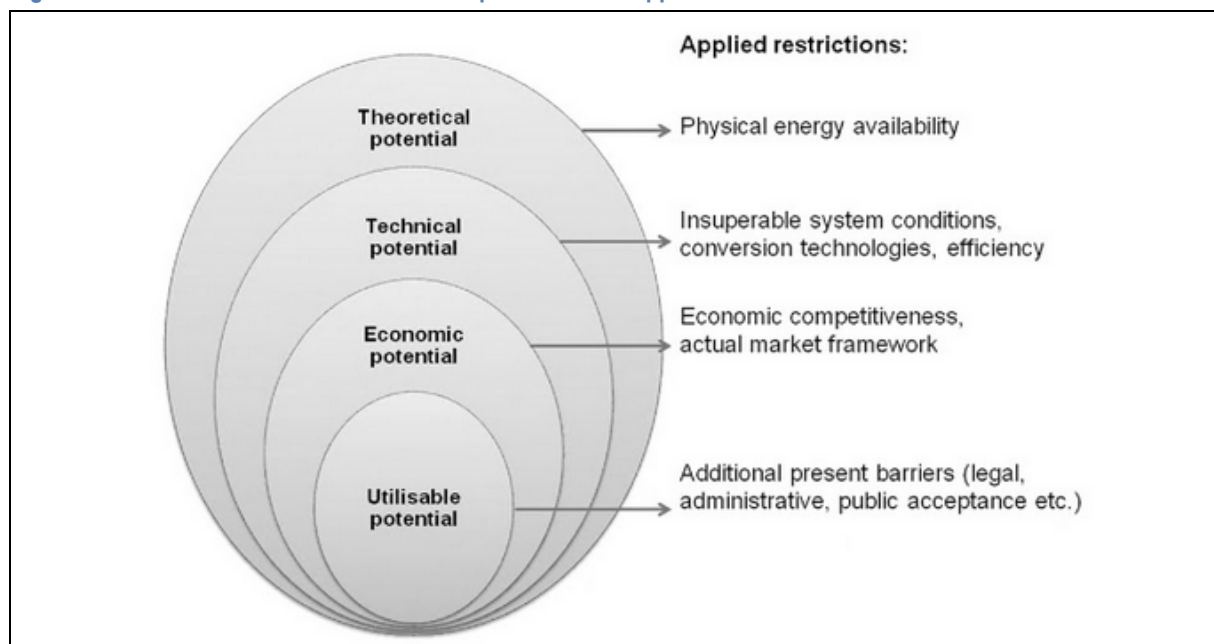 Applied restrictions:
Theoretical
potential
Physical energy availability
Technical
potential
Insuperable system conditions,
conversion technologies, efficiency
Economic
potential
Economic competitiveness,
actual market framework
Utilisable
potential
Additional present barriers (legal,
administrative, public acceptance etc.)